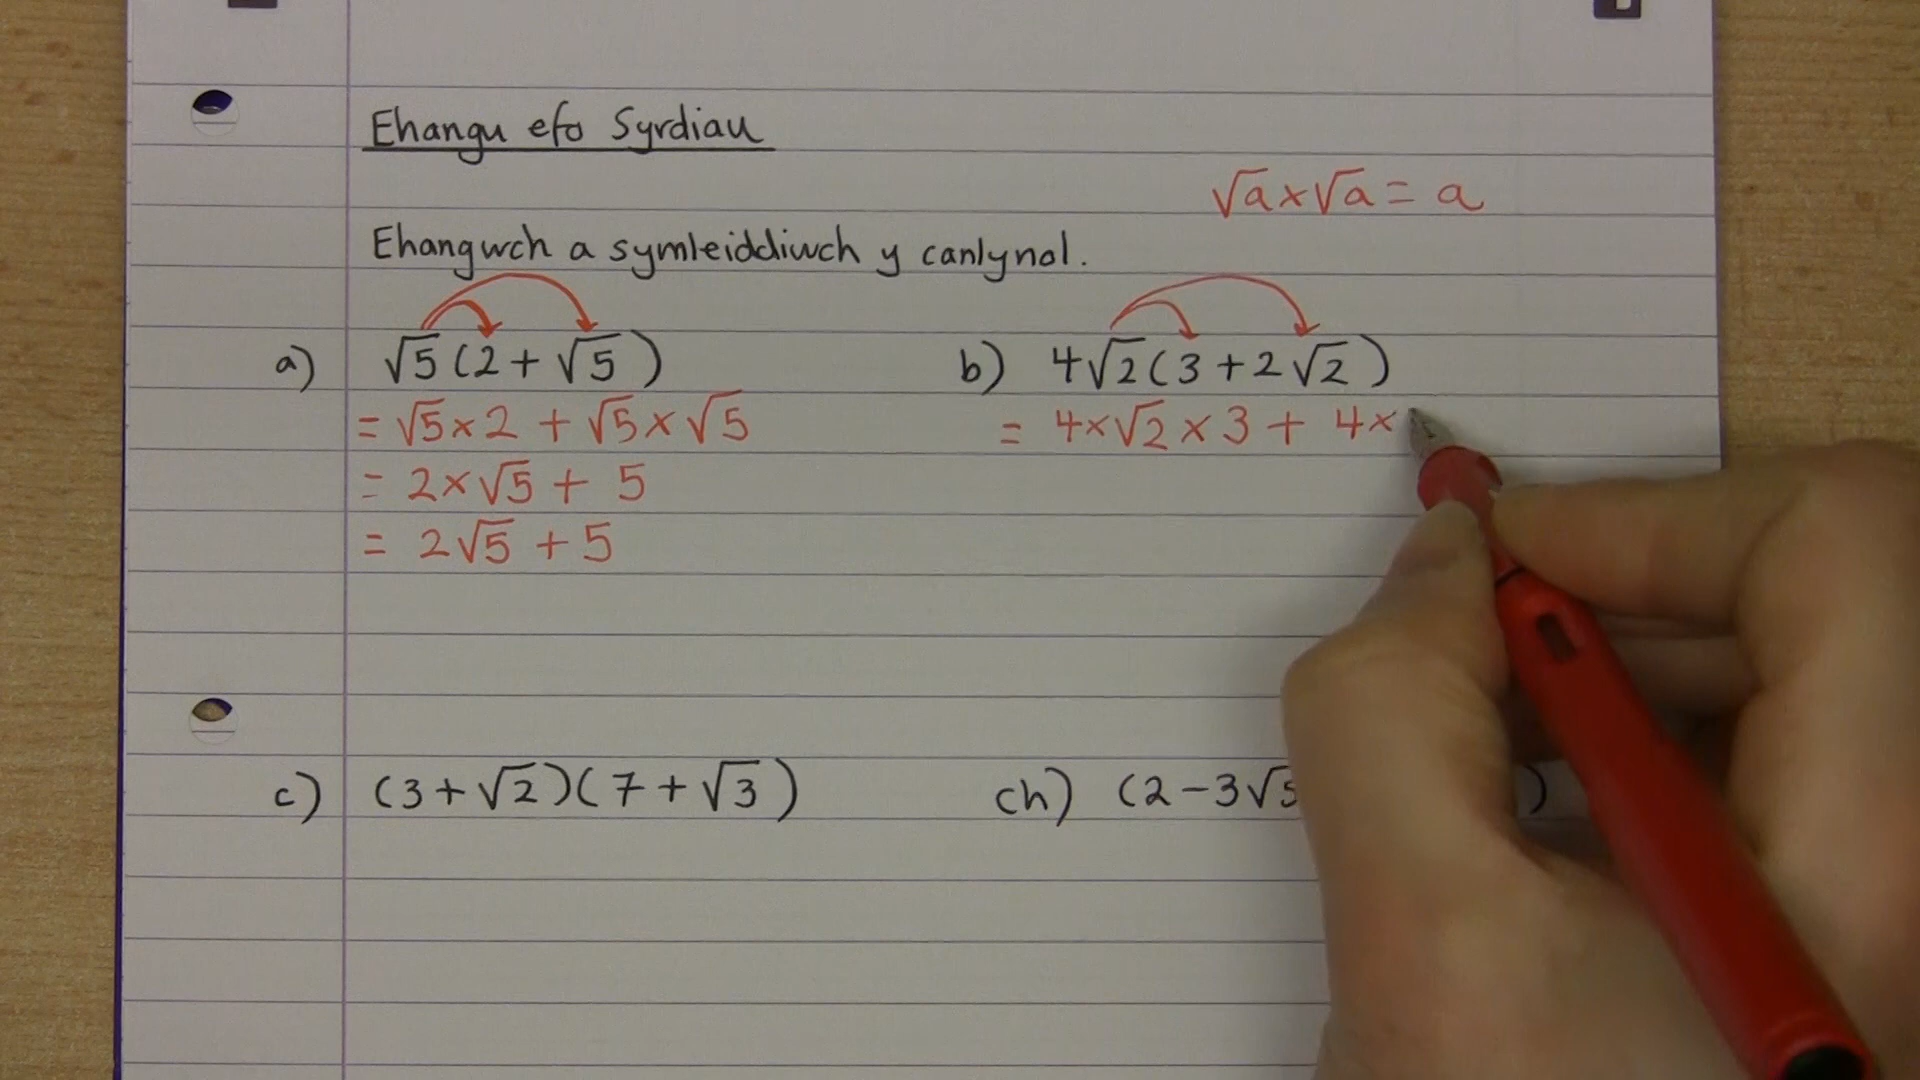 Ehangu efo Syrdiau
√a×√a = a
Ehangwch a symleiddiwch y canlynol.
a) √5(2+√5)
= √5×2 + √5×√5
= 2×√5 + 5
= 2√5 + 5
b) 4√2(3+2√2)
= 4×√2×3 + 4×
c) (3+√2)(7+√3)
ch) (2-3√5 )